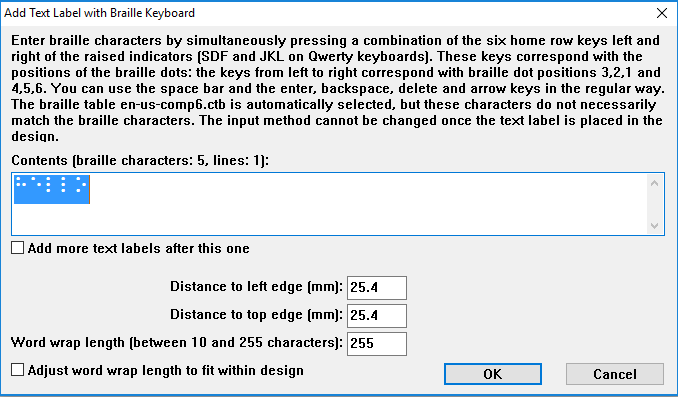 Add Text Label with Braille Keyboard
Enter braille characters by simultaneously pressing a combination of the six home row keys left and
right of the raised indicators (SDF and JKL on Qwerty keyboards). These keys correspond with the
positions of the braille dots: the keys from left to right correspond with braille dot positions 3,2,1 and
4,5,6. You can use the space bar and the enter, backspace, delete and arrow keys in the regular way.
The braille table en-us-comp6.ctb is automatically selected, but these characters do not necessarily
match the braille characters. The input method cannot be changed once the text label is placed in the
design.
Contents (braille characters: 5, lines: 1):
⠓⠑⠇⠇⠕
Add more text labels after this one
Distance to left edge (mm): 25.4
Distance to top edge (mm): 25.4
Word wrap length (between 10 and 255 characters): 255
Adjust word wrap length to fit within design
OK
Cancel